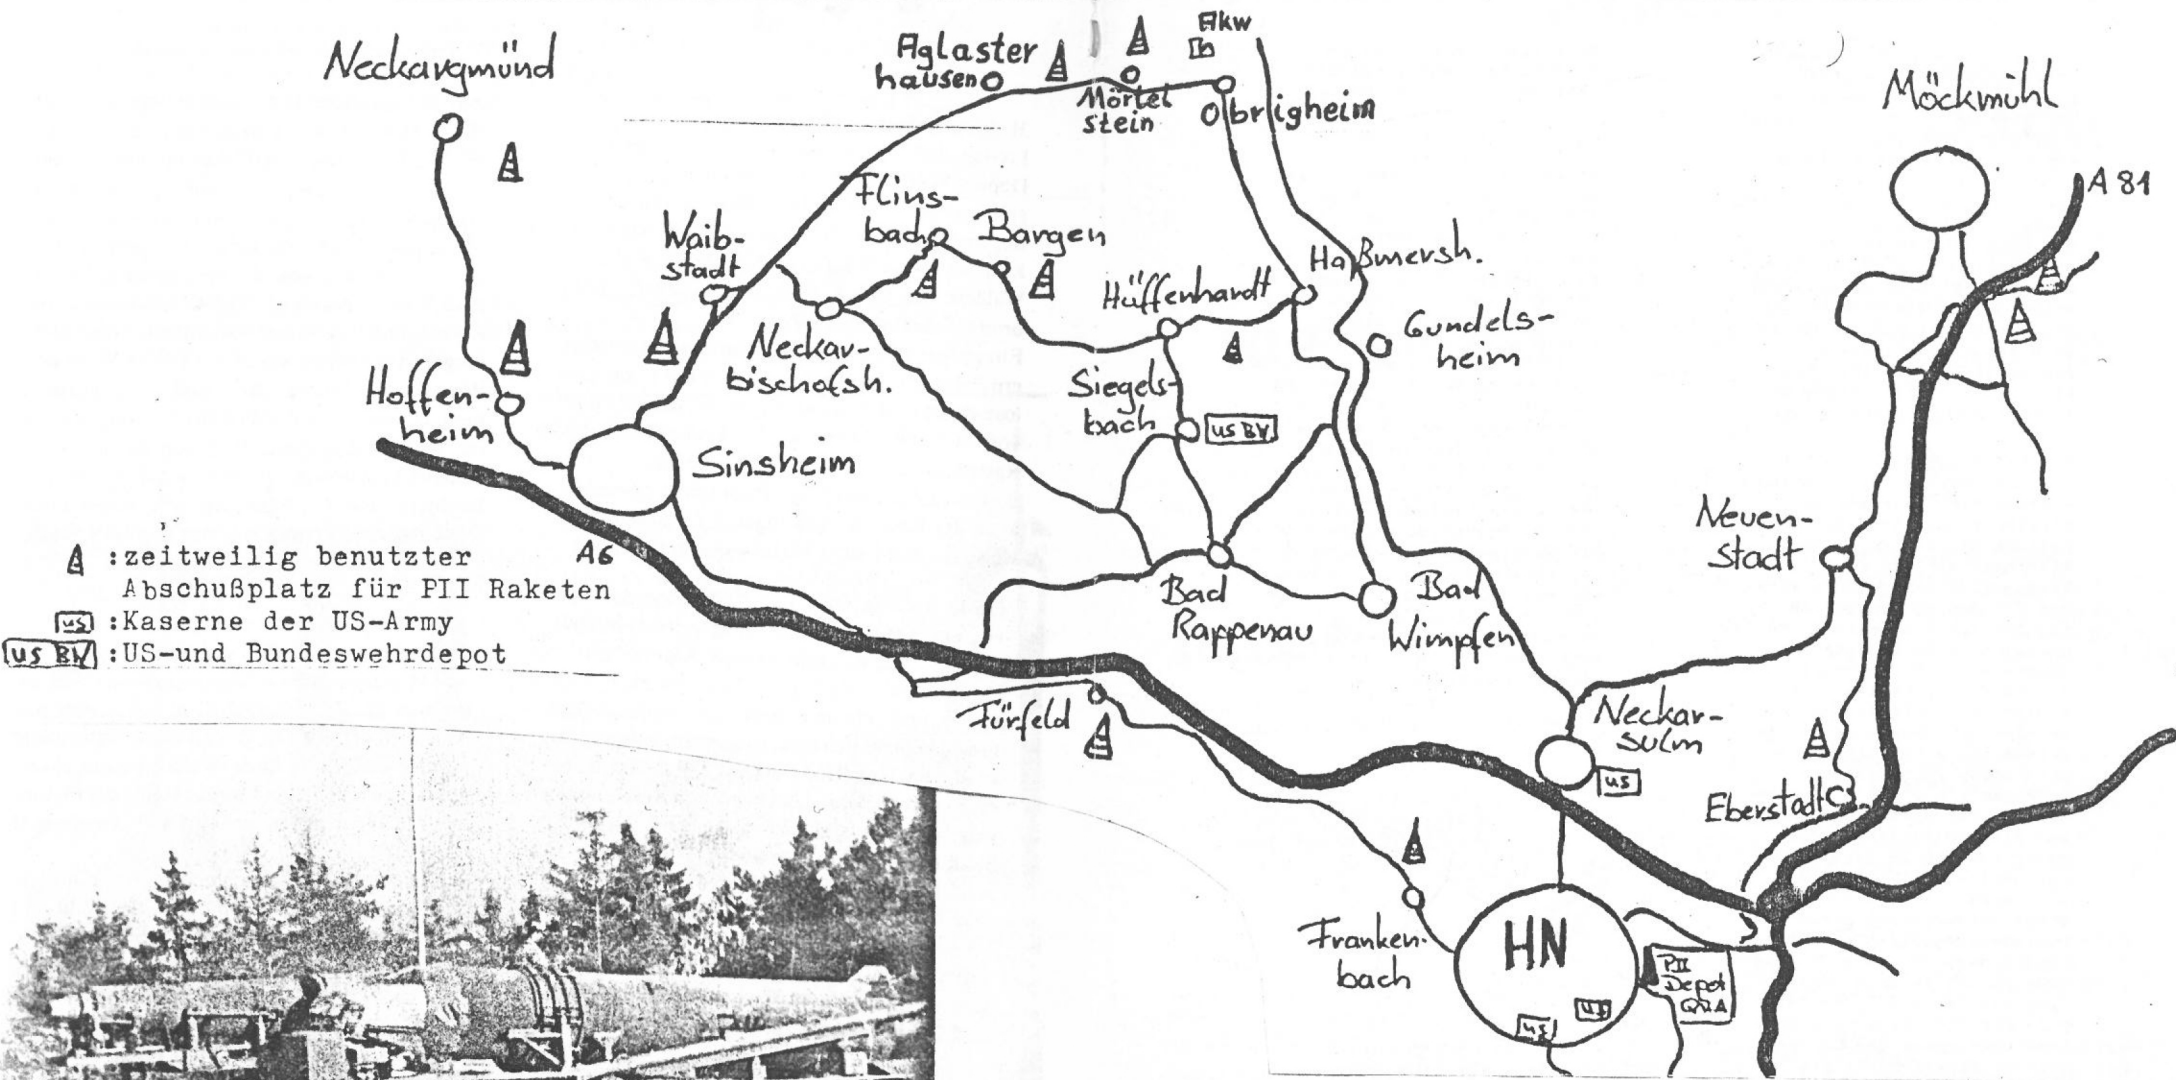 Neckargmünd
Aglaster
hausen
Akw
Mörtel
stein
Obrigheim
Möckmühl
A 81
Flins-
bach
Bargen
Waib-
stadt
Haßmersh.
Hüffenhardt
Gundels-
heim
Neckar-
bischofsh.
Siegels-
bach
US BW
Hoffen-
heim
Sinsheim
A6
Neuen-
stadt
:zeitweilig benutzter
Abschußplatz für PII Raketen
us :Kaserne der US-Army
US BW :US-und Bundeswehrdepot
Bad
Rappenau
Bad
Wimpfen
Fürfeld
Neckar-
sulm
us
Eberstadt
Franken-
bach
HN
PII
Depot
QRA
us
us